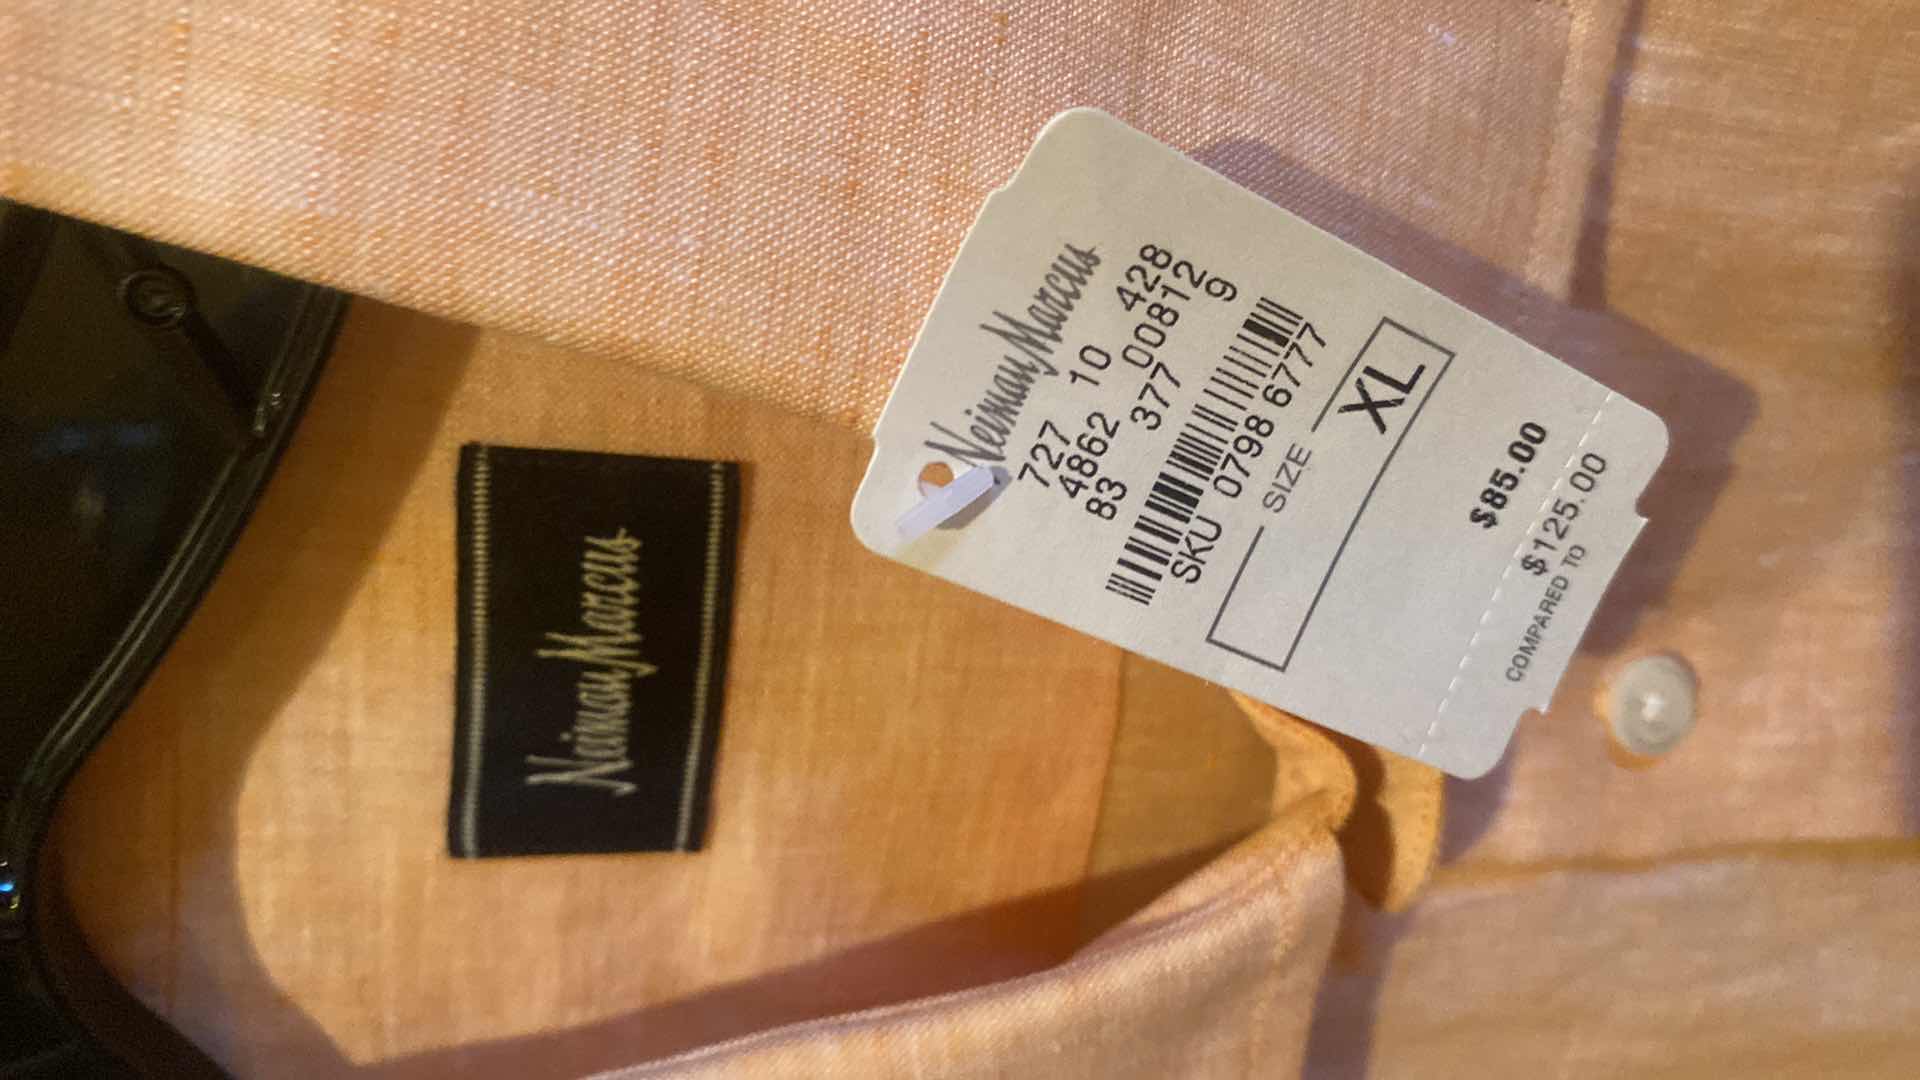 Neiman Marcus
Neiman Marcus
727 10 428
4862 00812
83 377 9
SKU 0798 6777
SIZE
XL
$85.00
$125.00
COMPARED TO